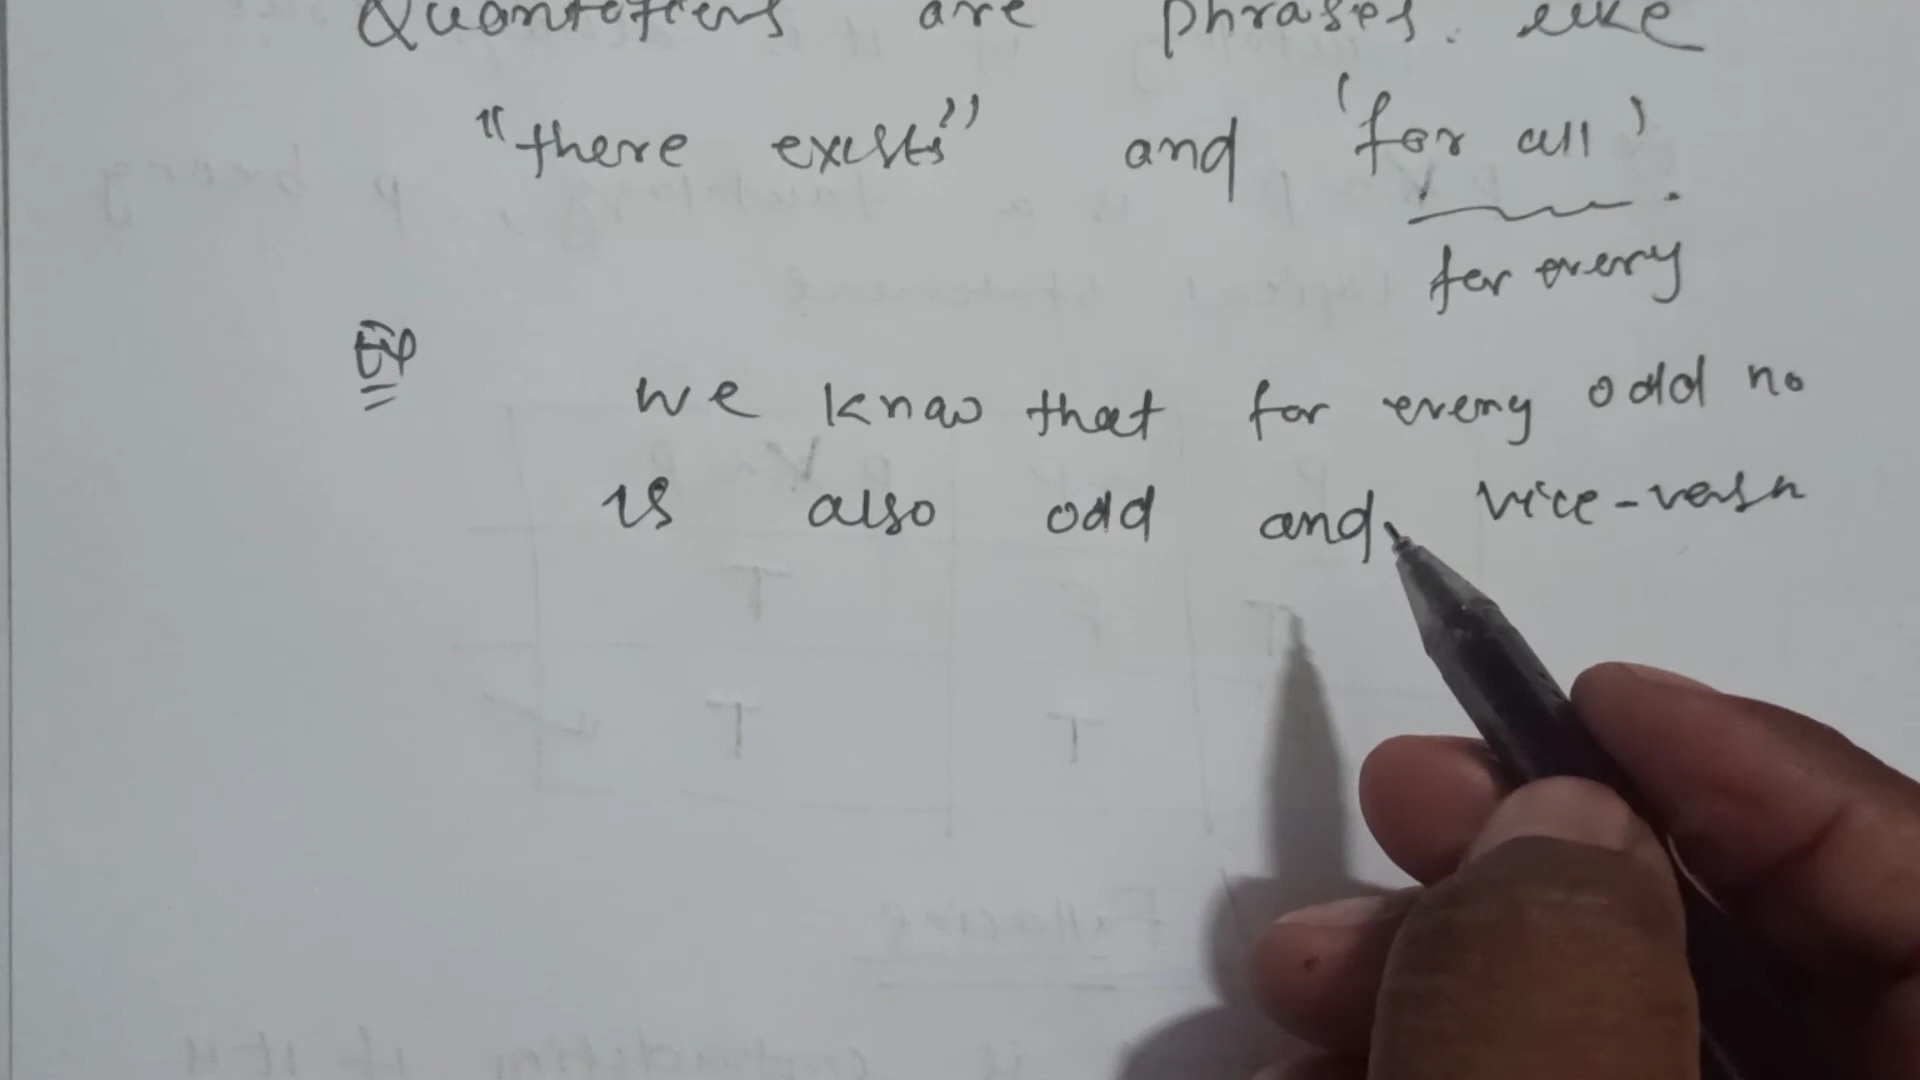 Quantifiers are phrases. like
"there exists" and 'for all'
for every
Ex
we know that for every odd no
is also odd and vice-versa